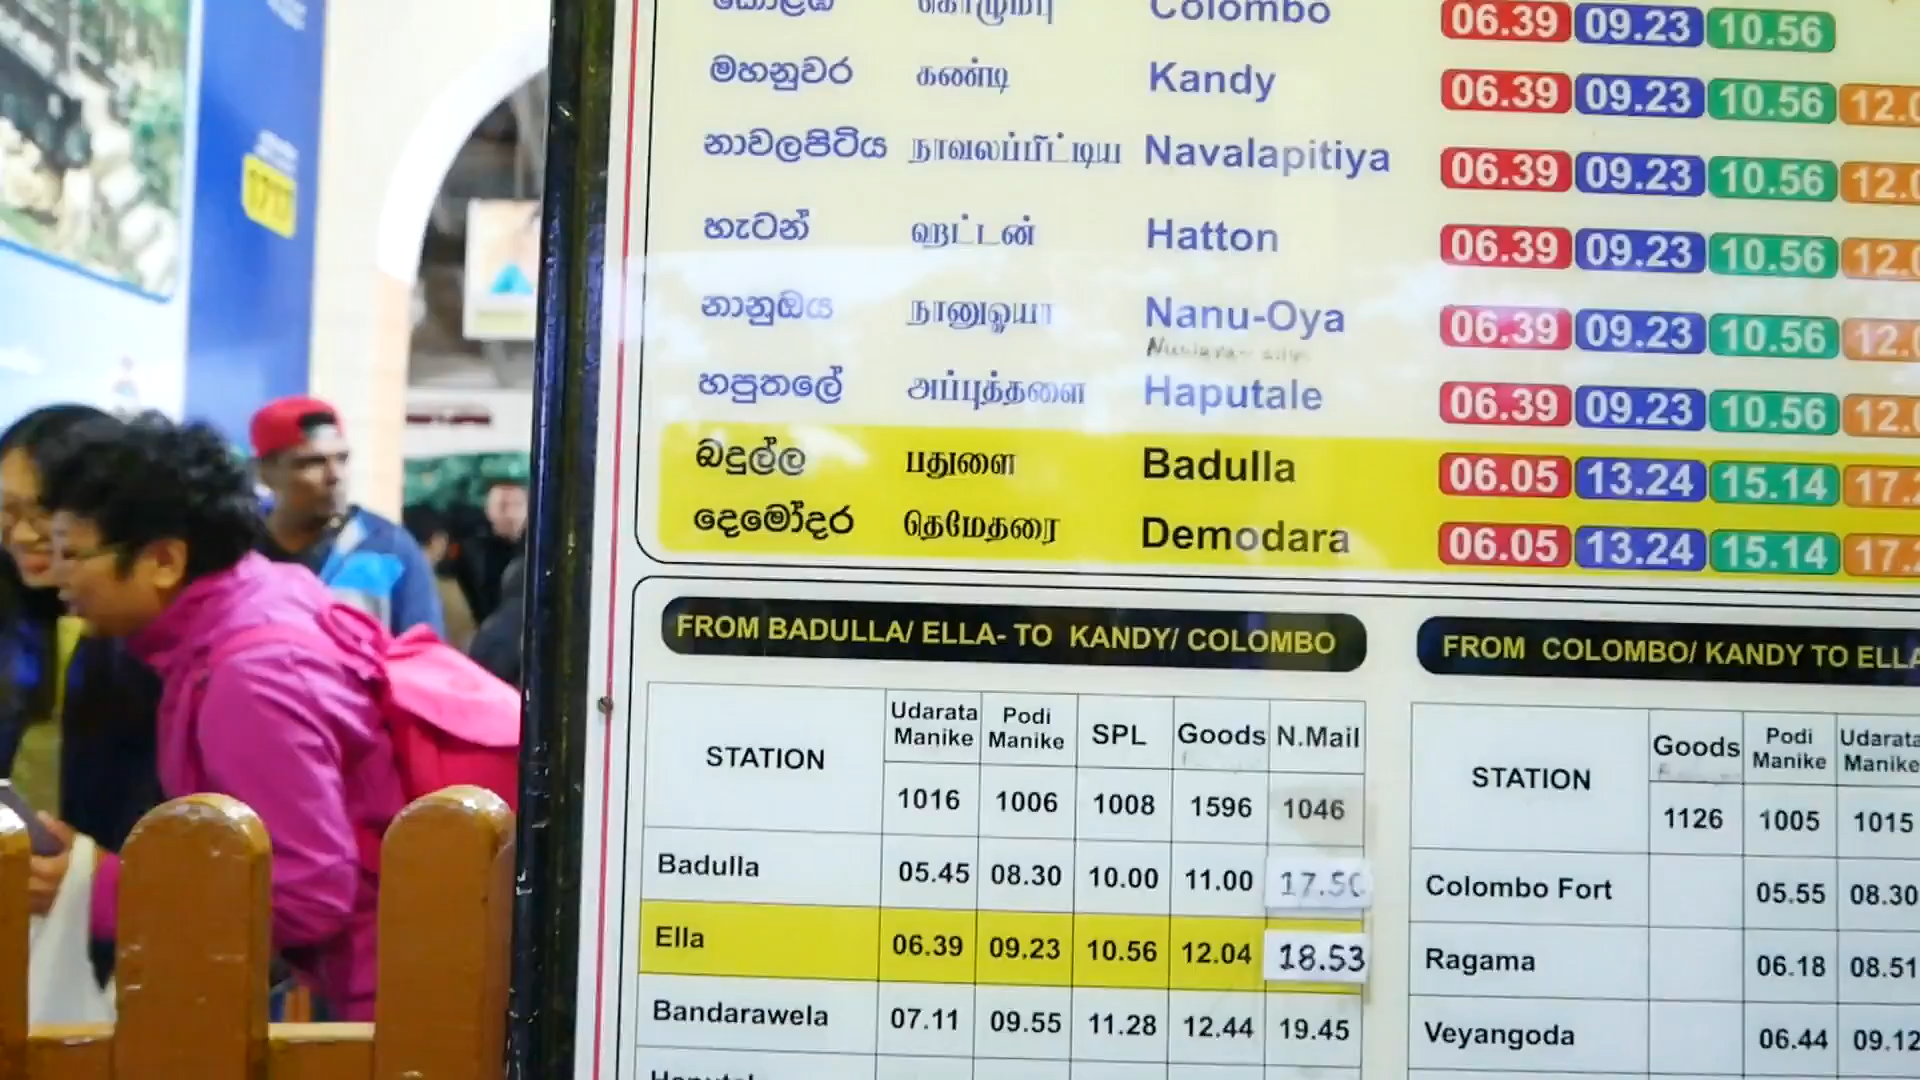 කොළඹ கொழும்பு Colombo 06.39 09.23 10.56
මහනුවර கண்டி Kandy 06.39 09.23 10.56
නාවලපිටිය நாவலப்பிட்டிய Navalapitiya 06.39 09.23 10.56
හැටන් ஹட்டன் Hatton 06.39 09.23 10.56
නානුඔය நானுஓயா Nanu-Oya 06.39 09.23 10.56
හපුතලේ அப்புத்தளை Haputale 06.39 09.23 10.56
බදුල්ල பதுளை Badulla 06.05 13.24 15.14
දෙමෝදර தெமேதரை Demodara 06.05 13.24 15.14
FROM BADULLA/ ELLA- TO KANDY/ COLOMBO
STATION Udarata Manike Podi Manike SPL Goods N.Mail
1016 1006 1008 1596 1046
Badulla 05.45 08.30 10.00 11.00
Ella 06.39 09.23 10.56 12.04 18.53
Bandarawela 07.11 09.55 11.28 12.44 19.45
FROM COLOMBO/ KANDY TO ELLA
STATION Goods Podi Manike Udarata Manike
1126 1005 1015
Colombo Fort 05.55 08.30
Ragama 06.18 08.51
Veyangoda 06.44 09.12